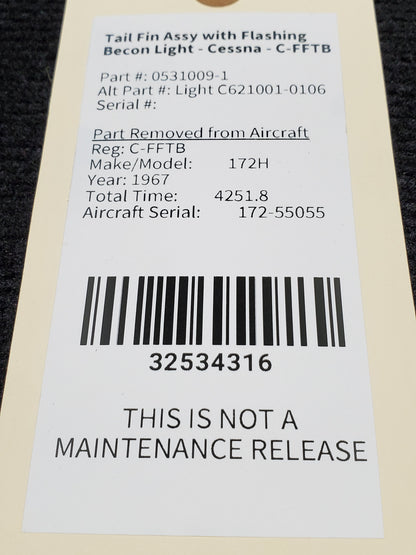 Tail Fin Assy with Flashing
Becon Light - Cessna - C-FFTB
Part #: 0531009-1
Alt Part #: Light C621001-0106
Serial #:
Part Removed from Aircraft
Reg: C-FFTB
Make/Model: 172H
Year: 1967
Total Time: 4251.8
Aircraft Serial: 172-55055
32534316
THIS IS NOT A
MAINTENANCE RELEASE